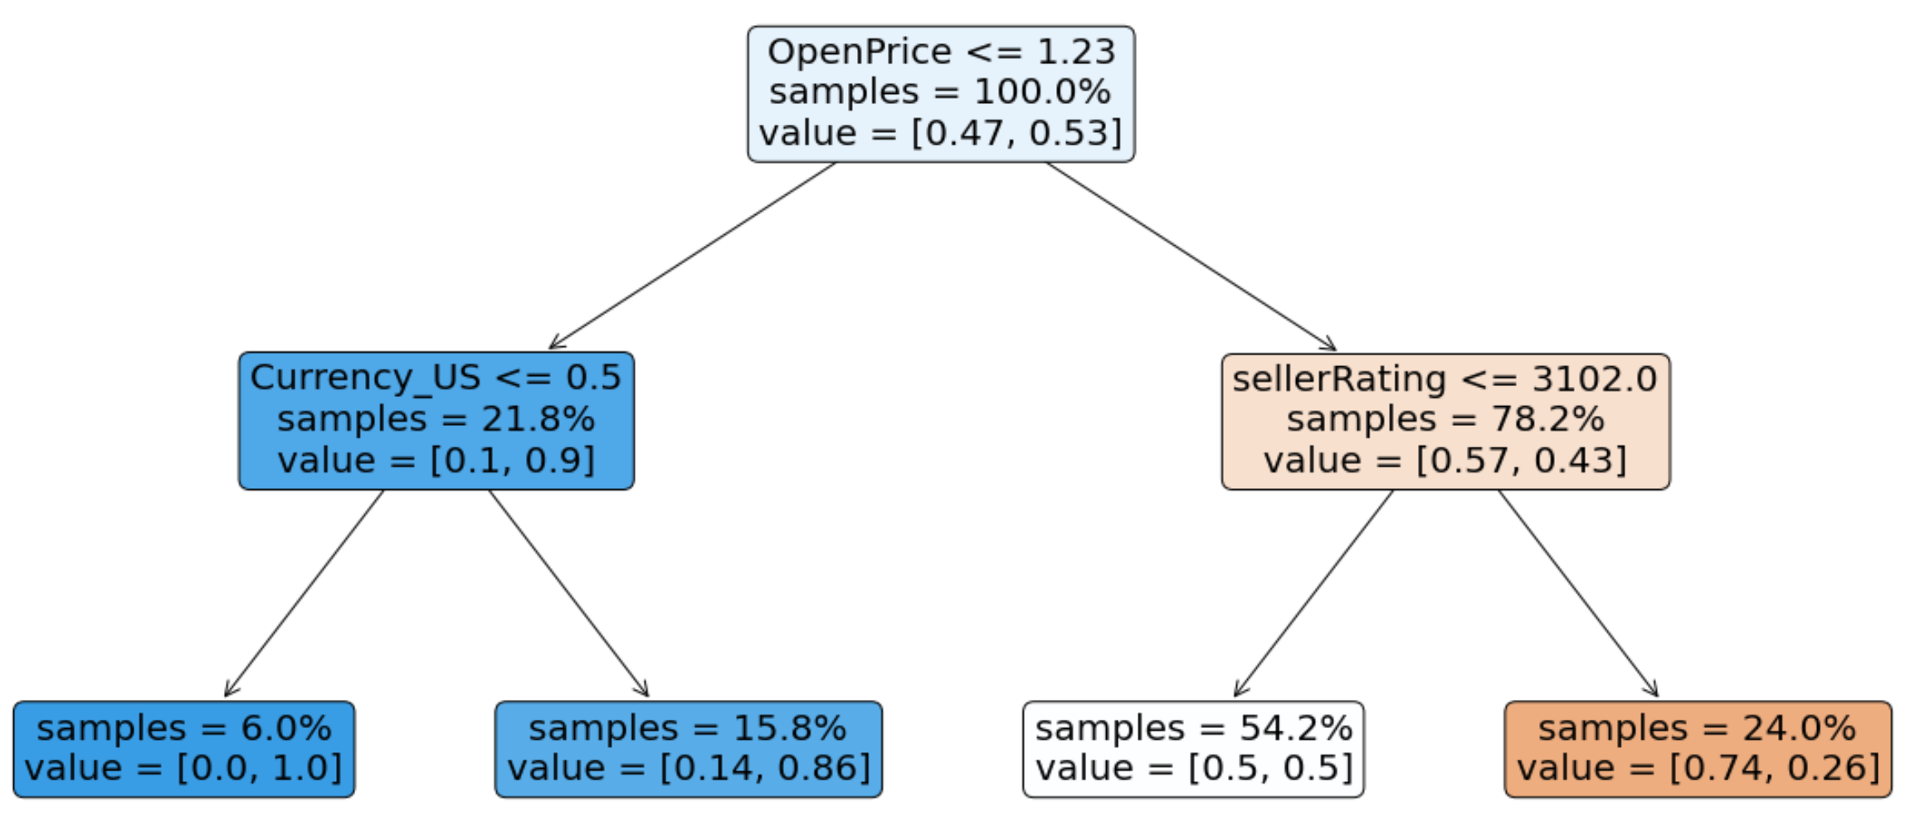 OpenPrice <= 1.23
samples = 100.0%
value = [0.47, 0.53]
Currency_US <= 0.5
samples = 21.8%
value = [0.1, 0.9]
sellerRating <= 3102.0
samples = 78.2%
value = [0.57, 0.43]
samples = 6.0%
value = [0.0, 1.0]
samples = 15.8%
value = [0.14, 0.86]
samples = 54.2%
value = [0.5, 0.5]
samples = 24.0%
value = [0.74, 0.26]